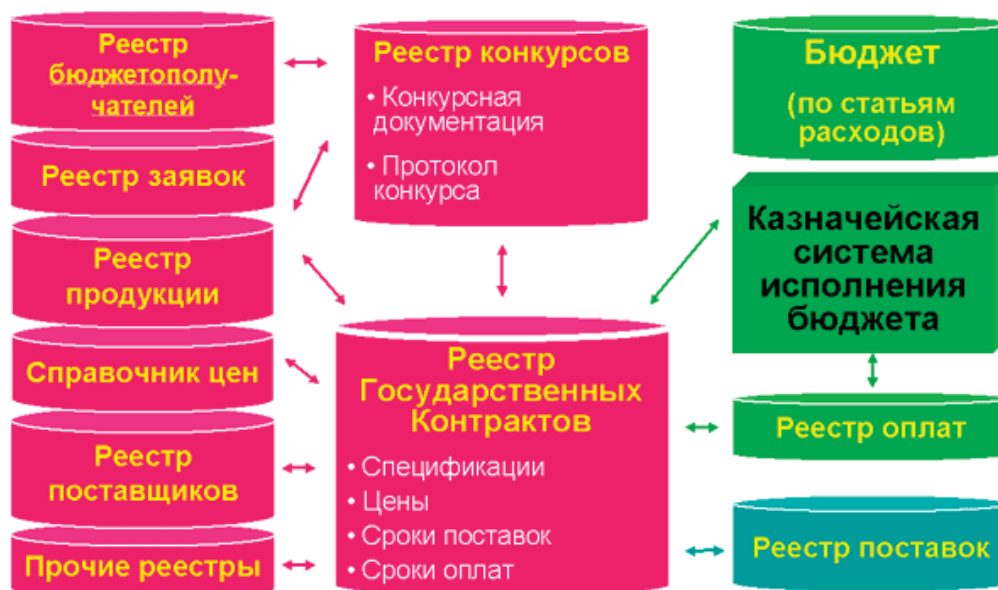 Реестр
бюджетополу-
чателей
Реестр заявок
Реестр
продукции
Справочник цен
Реестр
поставщиков
Прочие реестры
Реестр конкурсов
• Конкурсная
документация
• Протокол
конкурса
Реестр
Государственных
Контрактов
• Спецификации
• Цены
• Сроки поставок
• Сроки оплат
Бюджет
(по статьям
расходов)
Казначейская
система
исполнения
бюджета
Реестр оплат
Реестр поставок